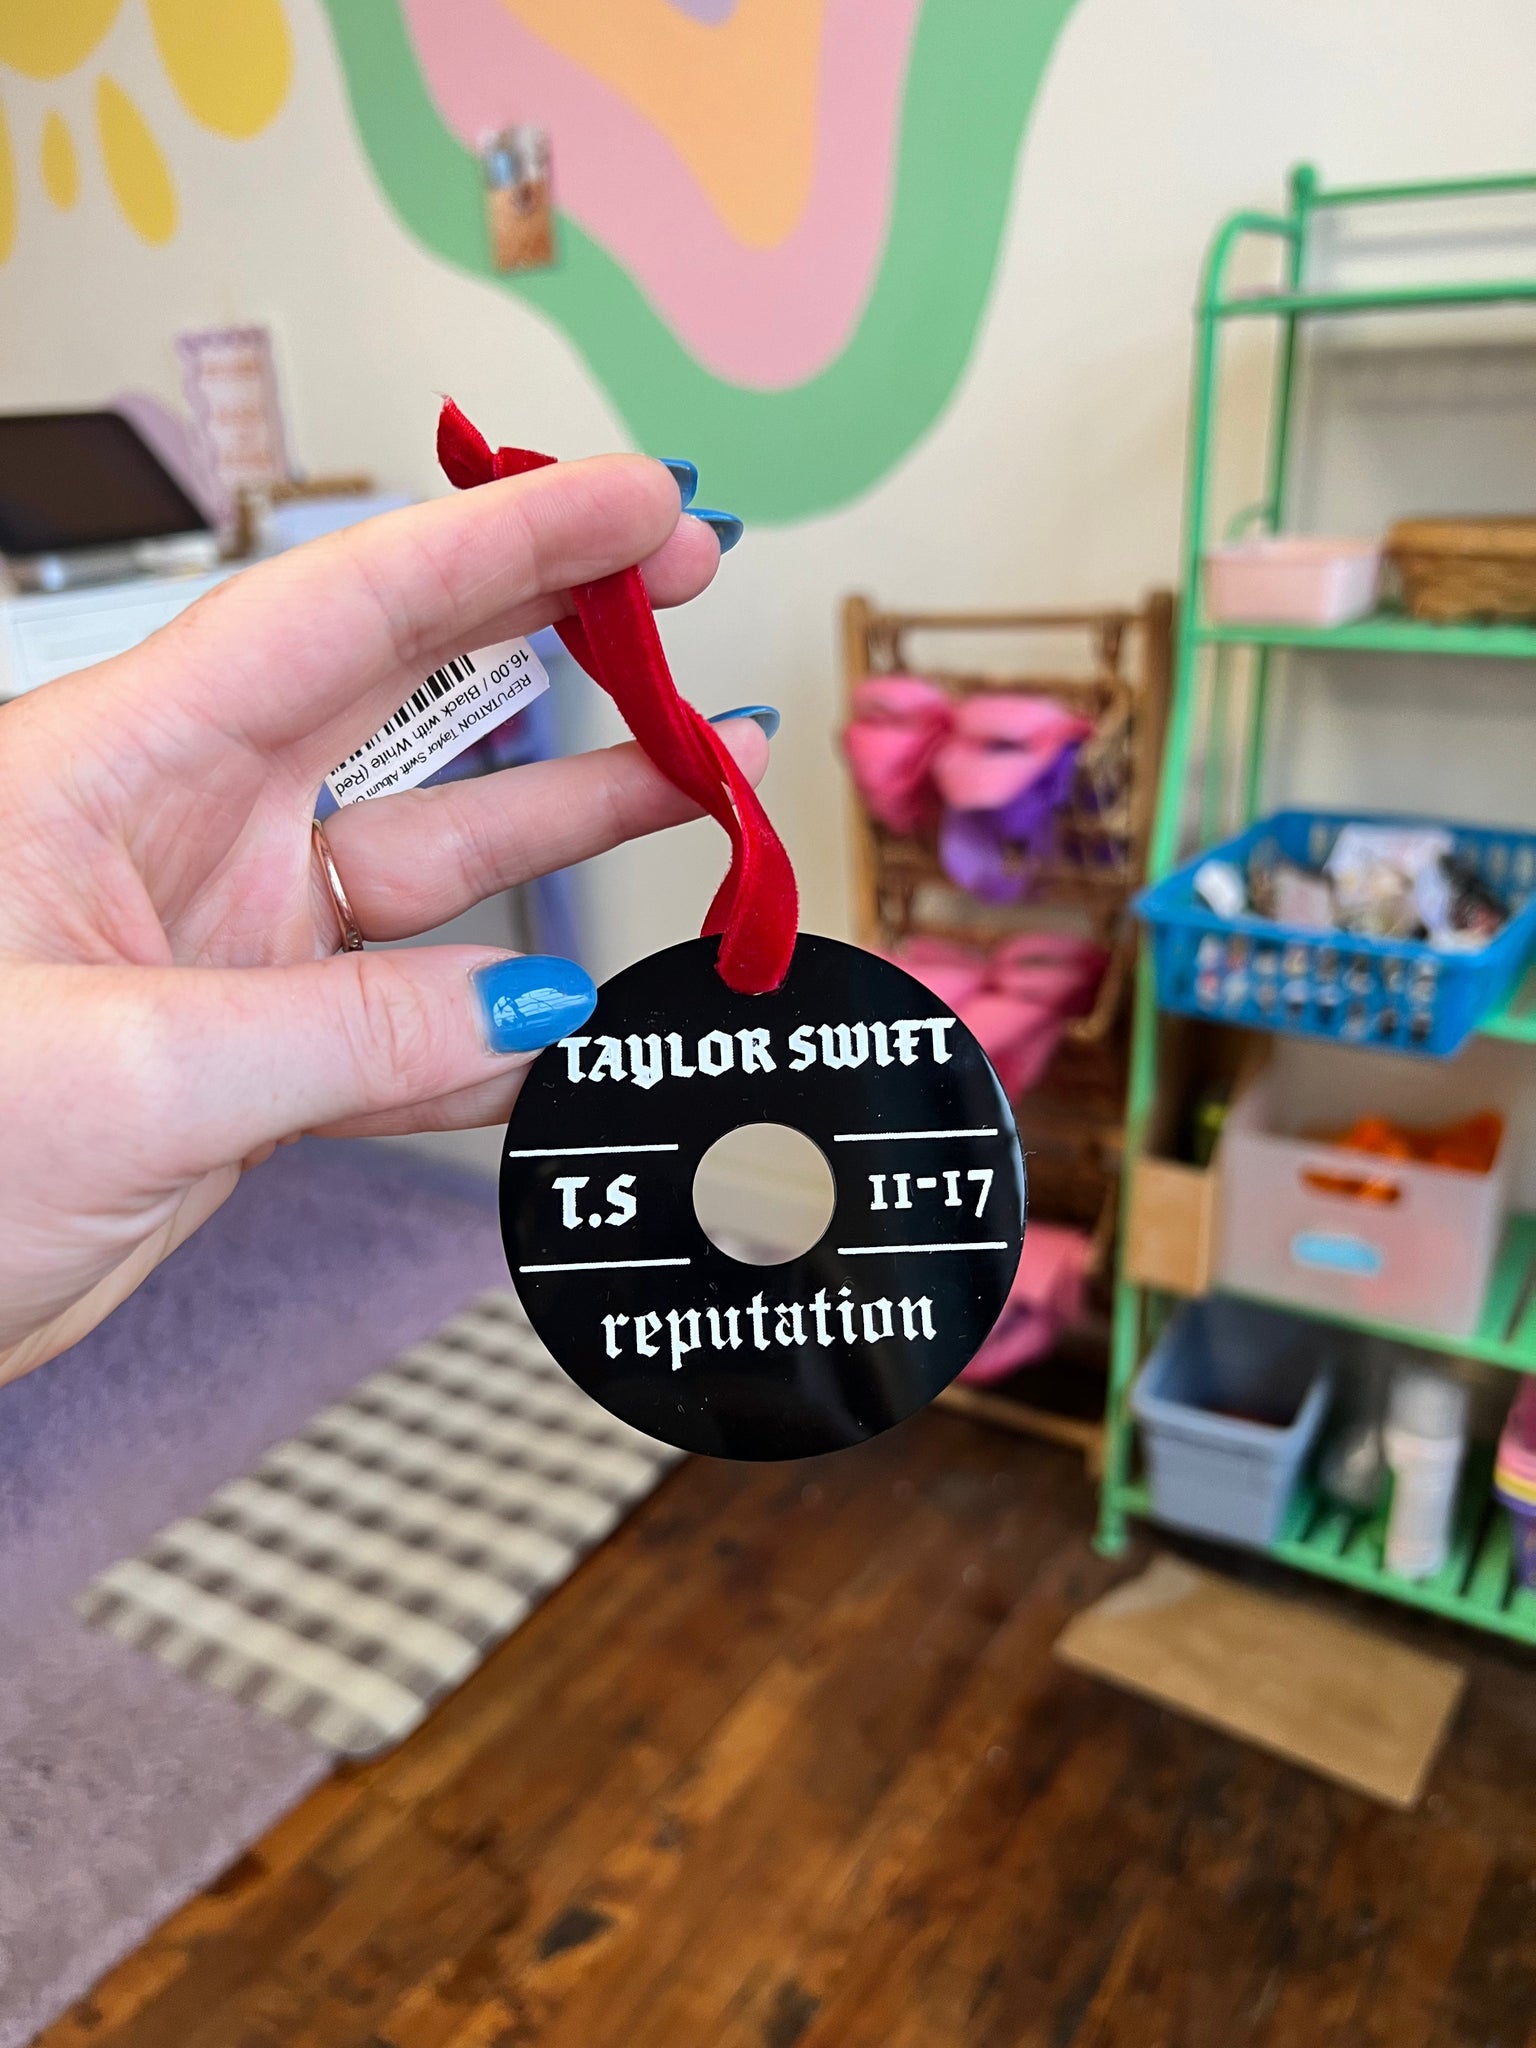 TAYLOR SWIFT
T.S
11-17
reputation
REPUTATION Taylor Swift Album
16.00 / Black with White (Red